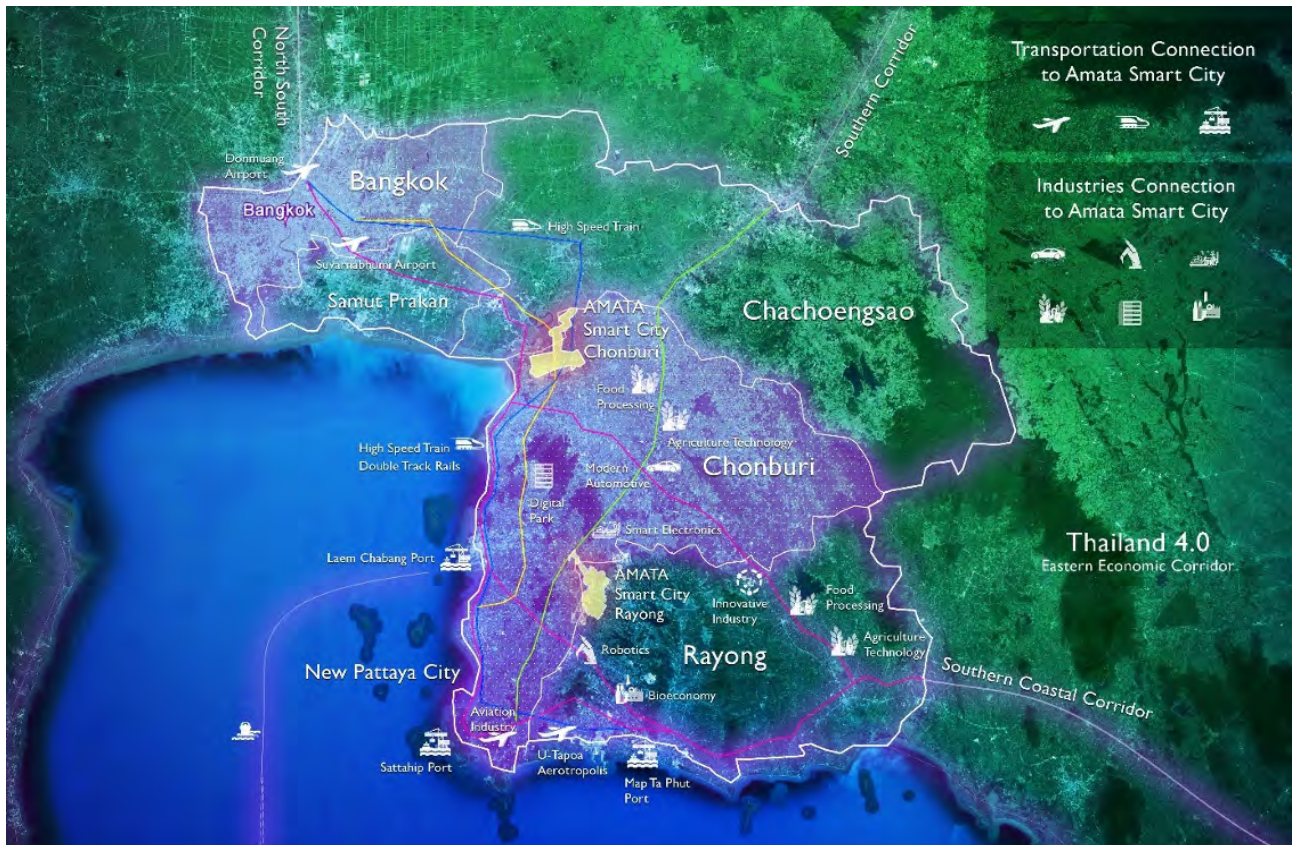 North South
Corridor
Southern Corridor
Transportation Connection
to Amata Smart City
Industries Connection
to Amata Smart City
Donmuang
Airport
Bangkok
Bangkok
High Speed Train
Suvarnabhumi Airport
Samut Prakan
AMATA
Smart City
Chonburi
Chachoengsao
Food
Processing
Agriculture Technology
High Speed Train
Double Track Rails
Modern
Automotive
Chonburi
Digital
Park
Smart Electronics
Laem Chabang Port
Thailand 4.0
Eastern Economic Corridor
AMATA
Smart City
Rayong
Innovative
Industry
Food
Processing
Robotics
Rayong
Agriculture
Technology
New Pattaya City
Bioeconomy
Southern Coastal Corridor
Aviation
Industry
Sattahip Port
U-Tapoa
Aerotropolis
Map Ta Phut
Port